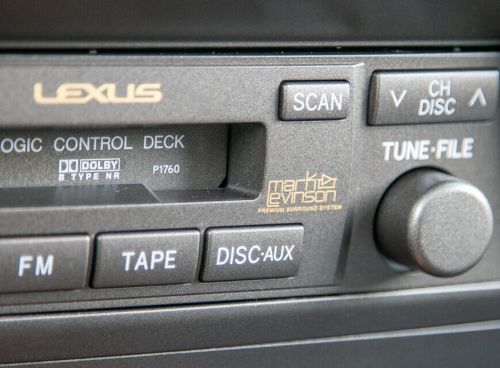 LEXUS
SCAN
CH
DISC
OGIC CONTROL DECK
DOLBY
B TYPE NR
P1760
TUNE·FILE
mark
Levinson
PREMIUM SURROUND SYSTEM
FM
TAPE
DISC·AUX